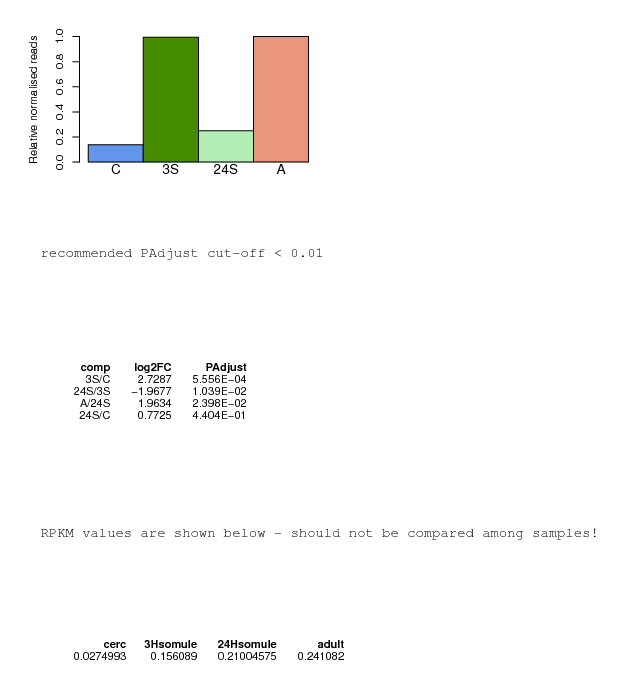 Relative normalised reads
1.0
0.8
0.6
0.4
0.2
0.0
C 3S 24S A
recommended PAdjust cut-off < 0.01
comp log2FC PAdjust
3S/C 2.7287 5.556E-04
24S/3S -1.9677 1.039E-02
A/24S 1.9634 2.398E-02
24S/C 0.7725 4.404E-01
RPKM values are shown below - should not be compared among samples!
cerc 3Hsomule 24Hsomule adult
0.0274993 0.156089 0.21004575 0.241082